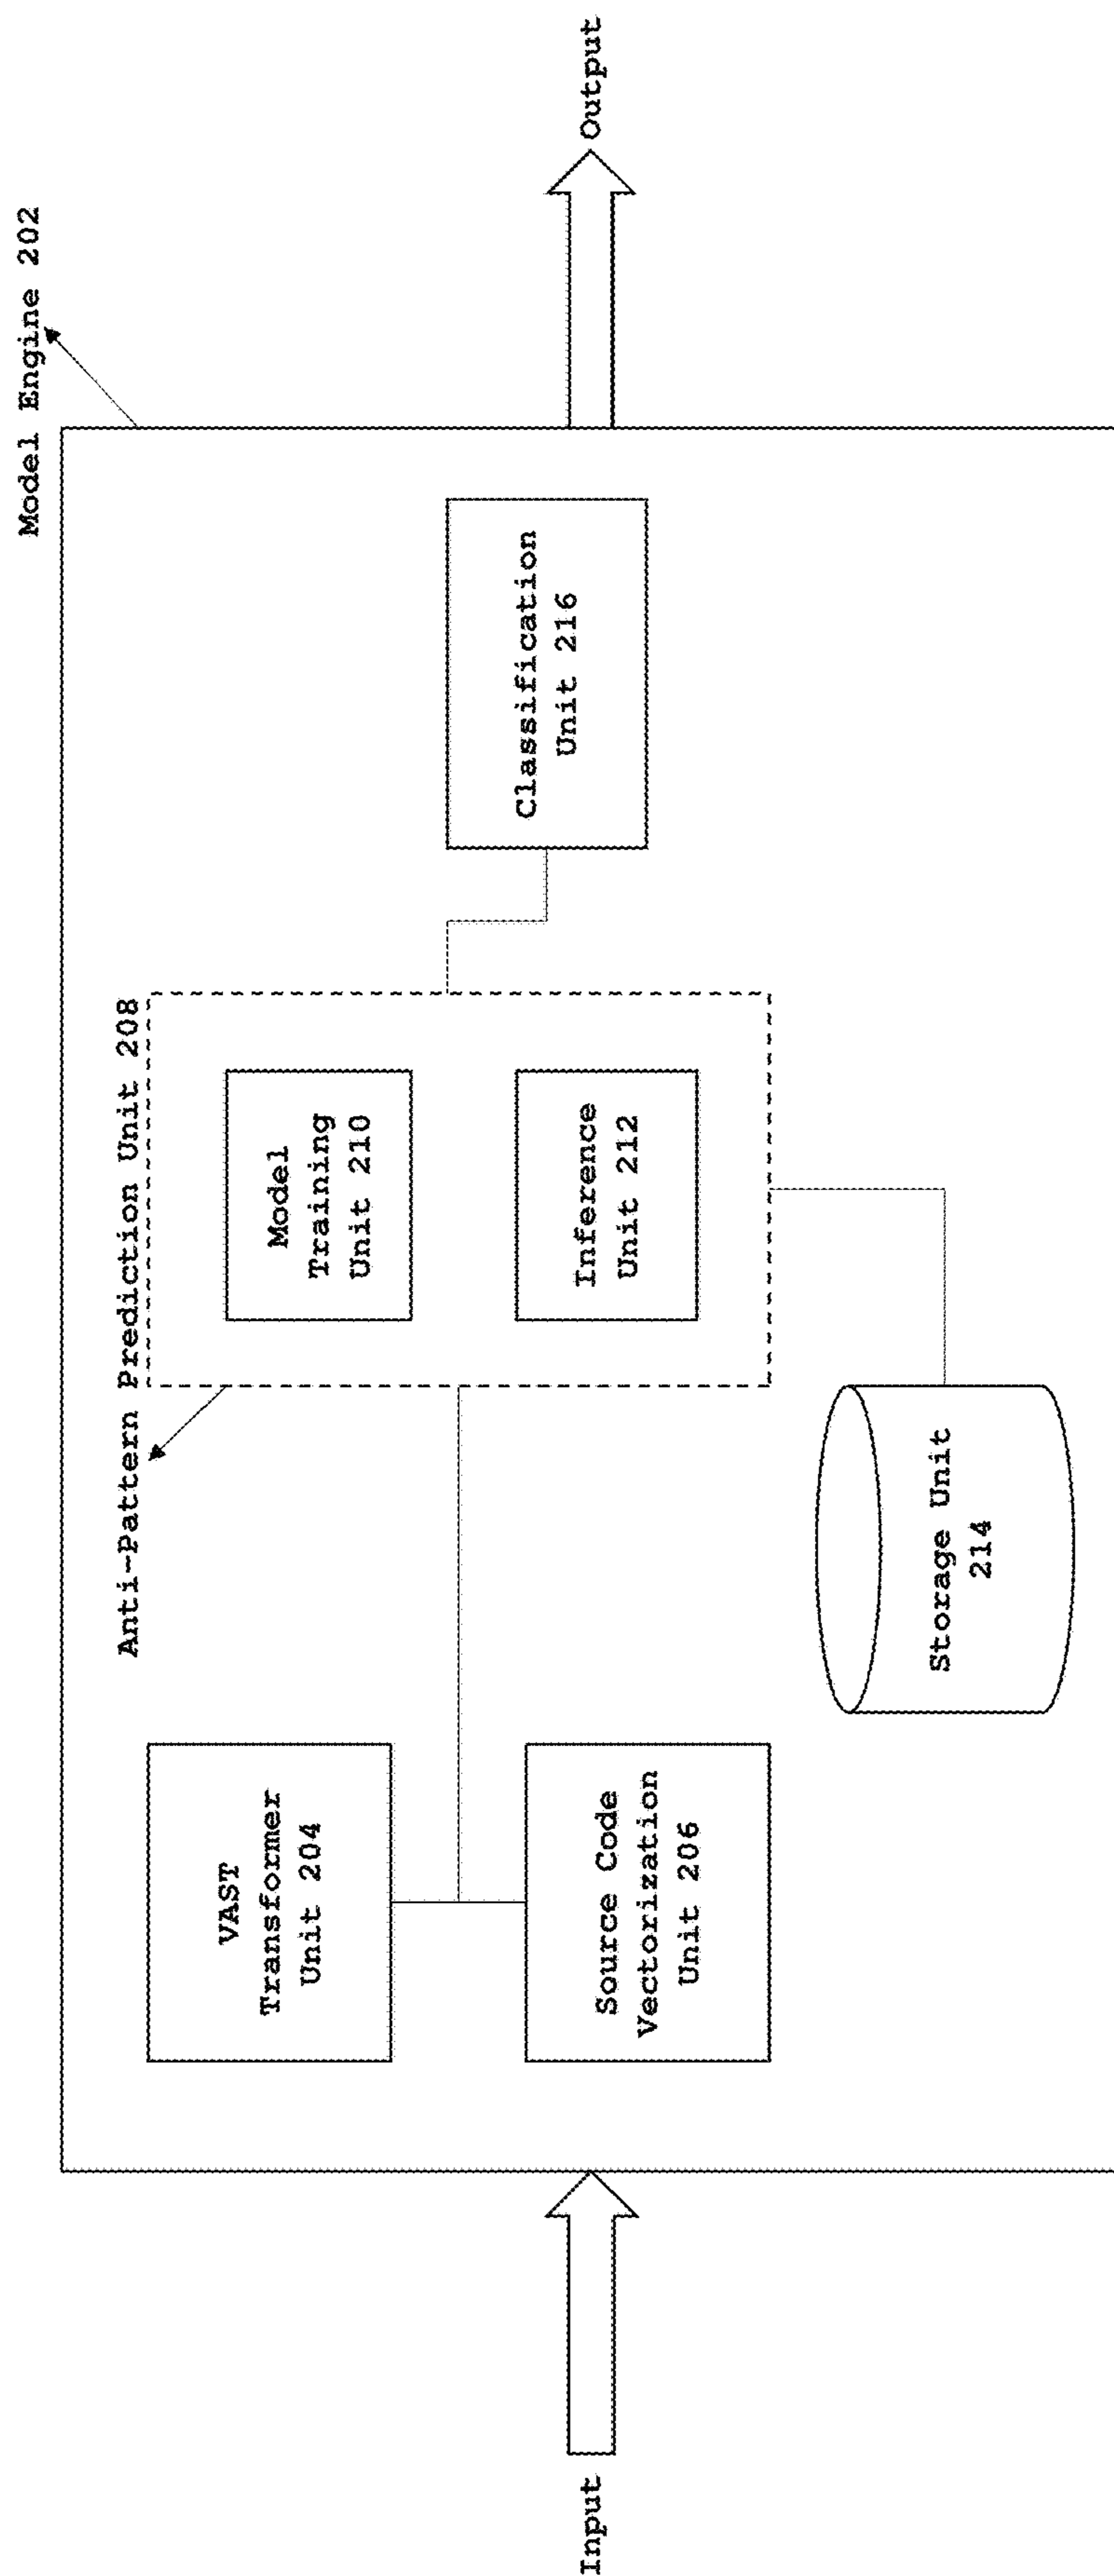 Model Engine 202
Anti-Pattern Prediction Unit 208
VAST
Transformer
Unit 204
Model
Training
Unit 210
Classification
Unit 216
Input
Output
Source Code
Vectorization
Unit 206
Inference
Unit 212
Storage Unit
214